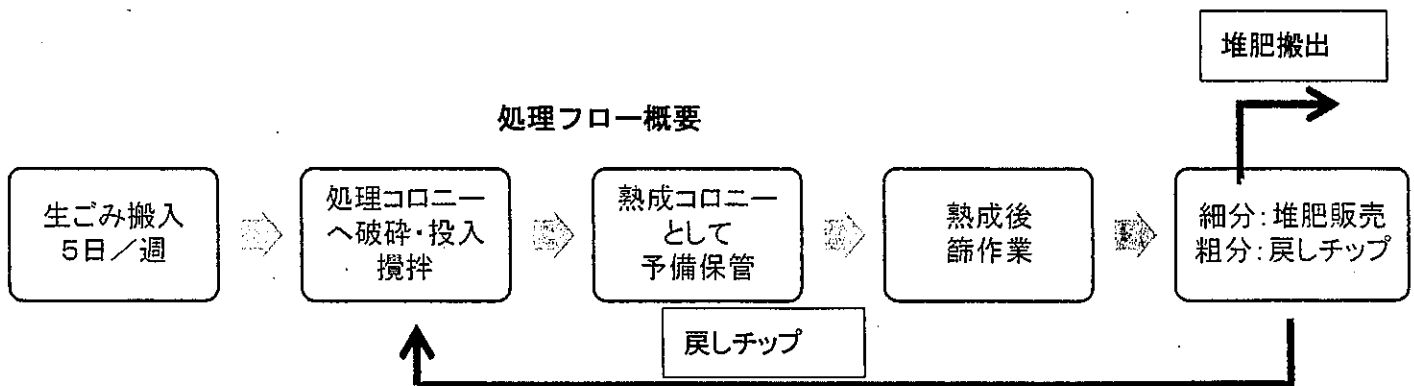 堆肥搬出
処理フロー概要
生ごみ搬入
5日／週
処理コロニー
へ破砕・投入
攪拌
熟成コロニー
として
予備保管
熟成後
篩作業
細分：堆肥販売
粗分：戻しチップ
戻しチップ